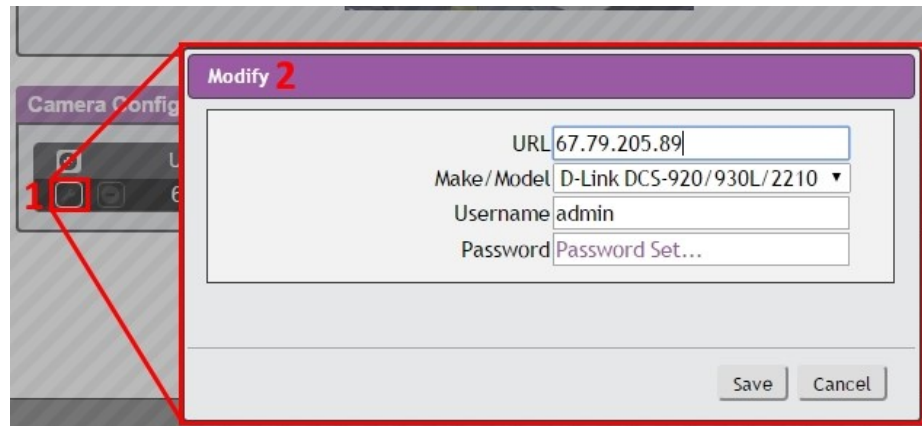 Modify 2
Camera Config
URL 67.79.205.89
Make/Model D-Link DCS-920/930L/2210
Username admin
U
1
6
Password Password Set...
Save Cancel